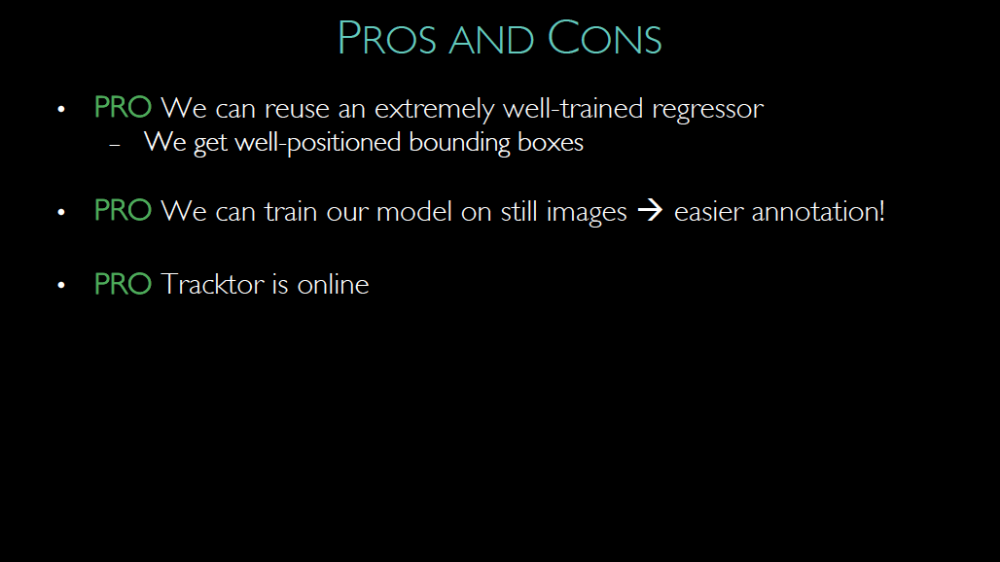 PROS AND CONS
• PRO We can reuse an extremely well-trained regressor
– We get well-positioned bounding boxes
• PRO We can train our model on still images → easier annotation!
• PRO Tracktor is online